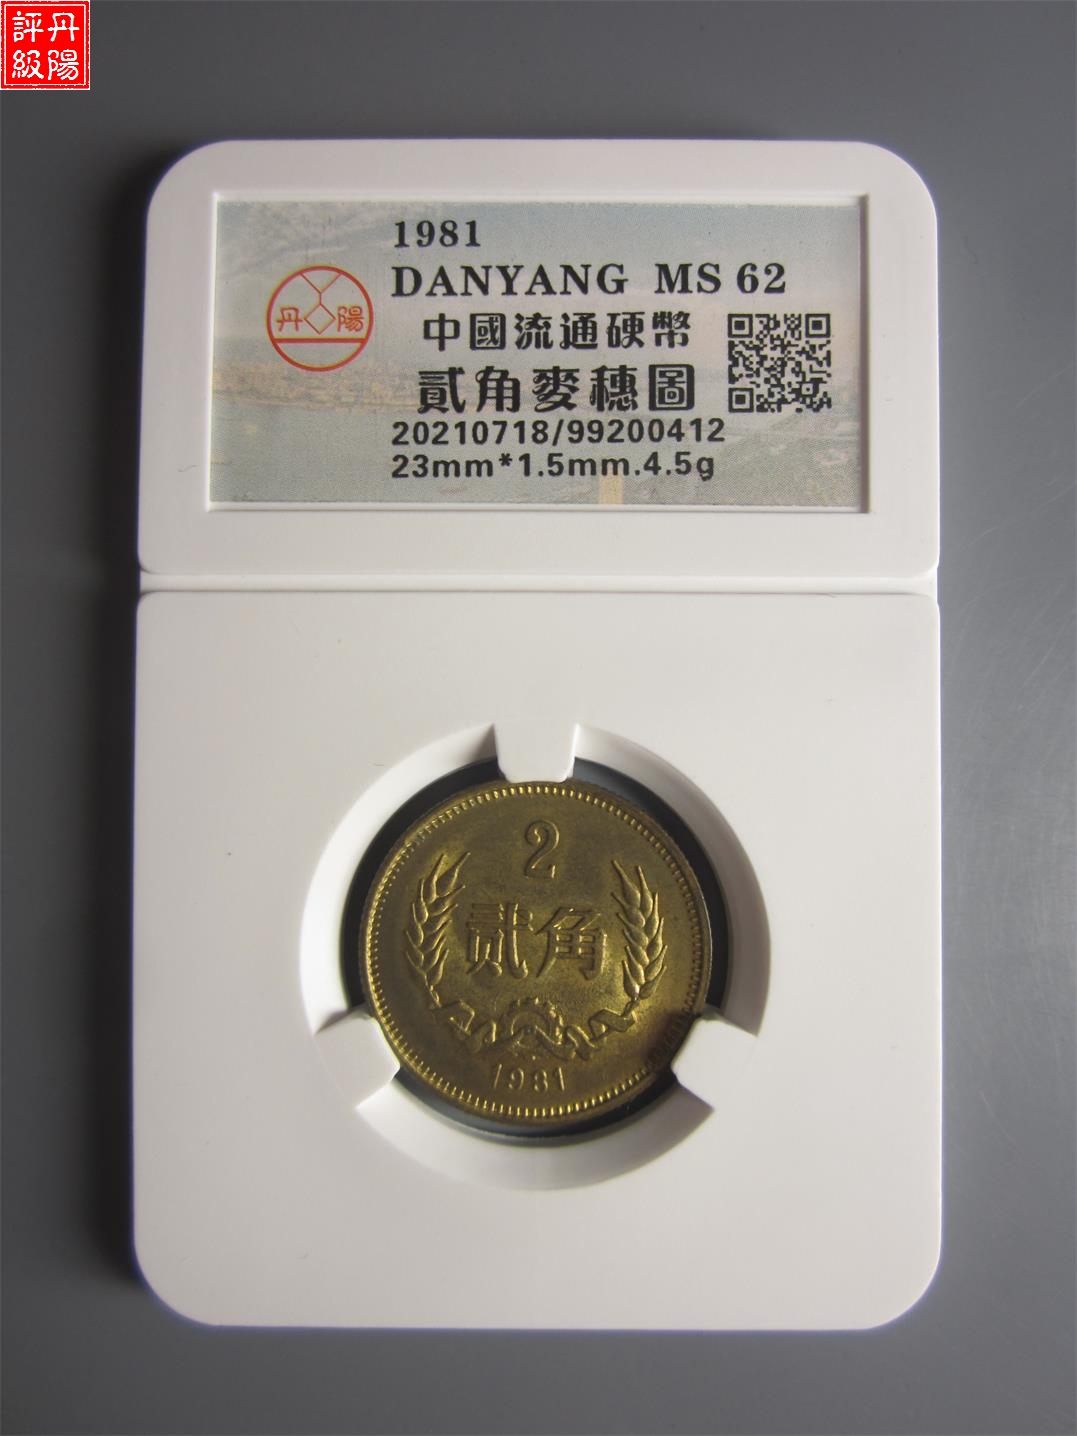 丹陽
評級
1981
DANYANG MS 62
丹陽
中國流通硬幣
貳角麥穗圖
20210718/99200412
23mm*1.5mm.4.5g
2
贰角
1981